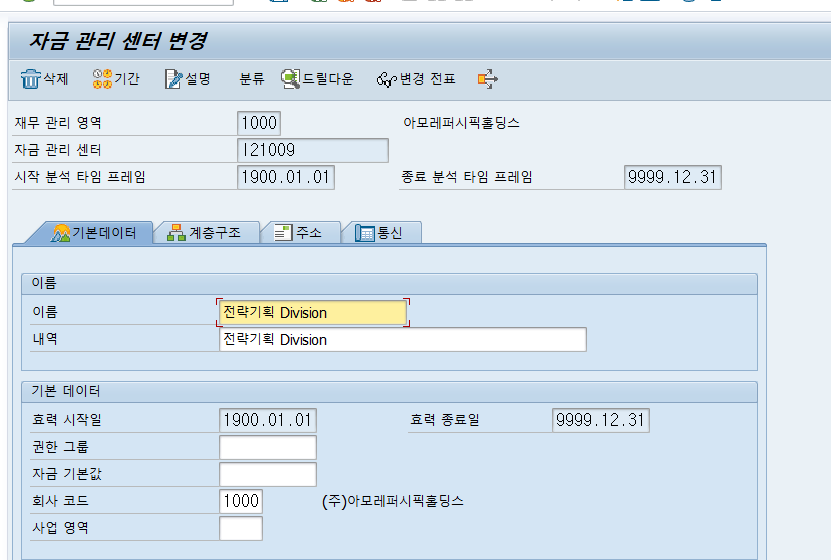 자금 관리 센터 변경
삭제 기간 설명 분류 드릴다운 변경 전표
재무 관리 영역 1000 아모레퍼시픽홀딩스
자금 관리 센터 I21009
시작 분석 타임 프레임 1900.01.01 종료 분석 타임 프레임 9999.12.31
기본데이터 계층구조 주소 통신
이름
이름 전략기획 Division
내역 전략기획 Division
기본 데이터
효력 시작일 1900.01.01 효력 종료일 9999.12.31
권한 그룹
자금 기본값
회사 코드 1000 (주)아모레퍼시픽홀딩스
사업 영역